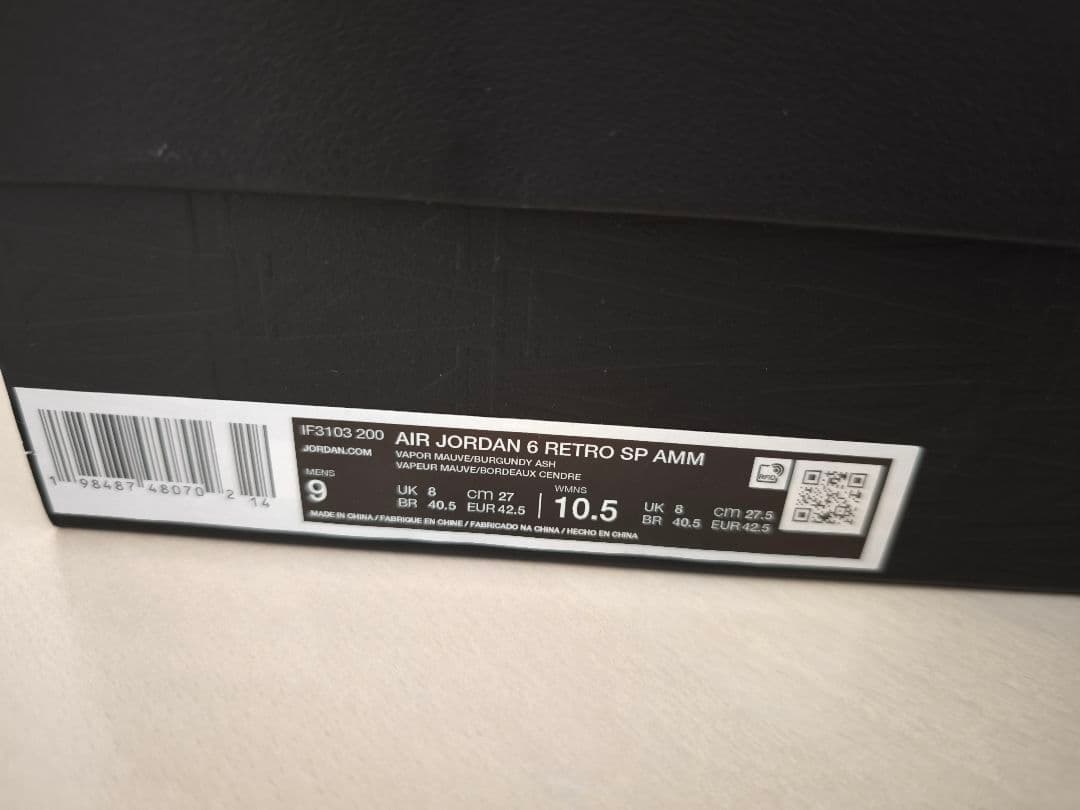 1 98487 48070 2 14
IF3103 200
JORDAN.COM
AIR JORDAN 6 RETRO SP AMM
VAPOR MAUVE/BURGUNDY ASH
VAPEUR MAUVE/BORDEAUX CENDRE
MENS
9
UK 8 cm 27
BR 40.5 EUR 42.5
WMNS
10.5
UK 8 cm 27.5
BR 40.5 EUR 42.5
MADE IN CHINA / FABRIQUE EN CHINE / FABRICADO NA CHINA / HECHO EN CHINA
RFID